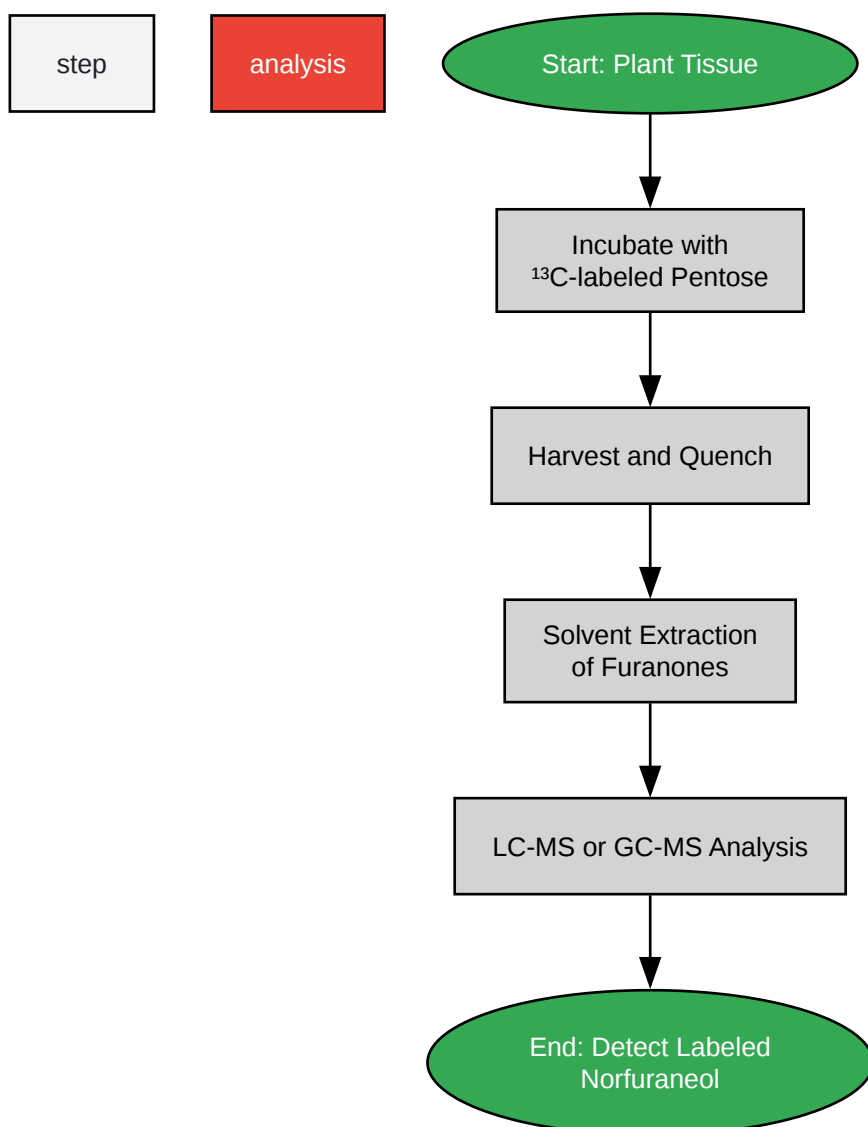 step
analysis
Start: Plant Tissue
Incubate with
¹³C-labeled Pentose
Harvest and Quench
Solvent Extraction
of Furanones
LC-MS or GC-MS Analysis
End: Detect Labeled
Norfuraneol